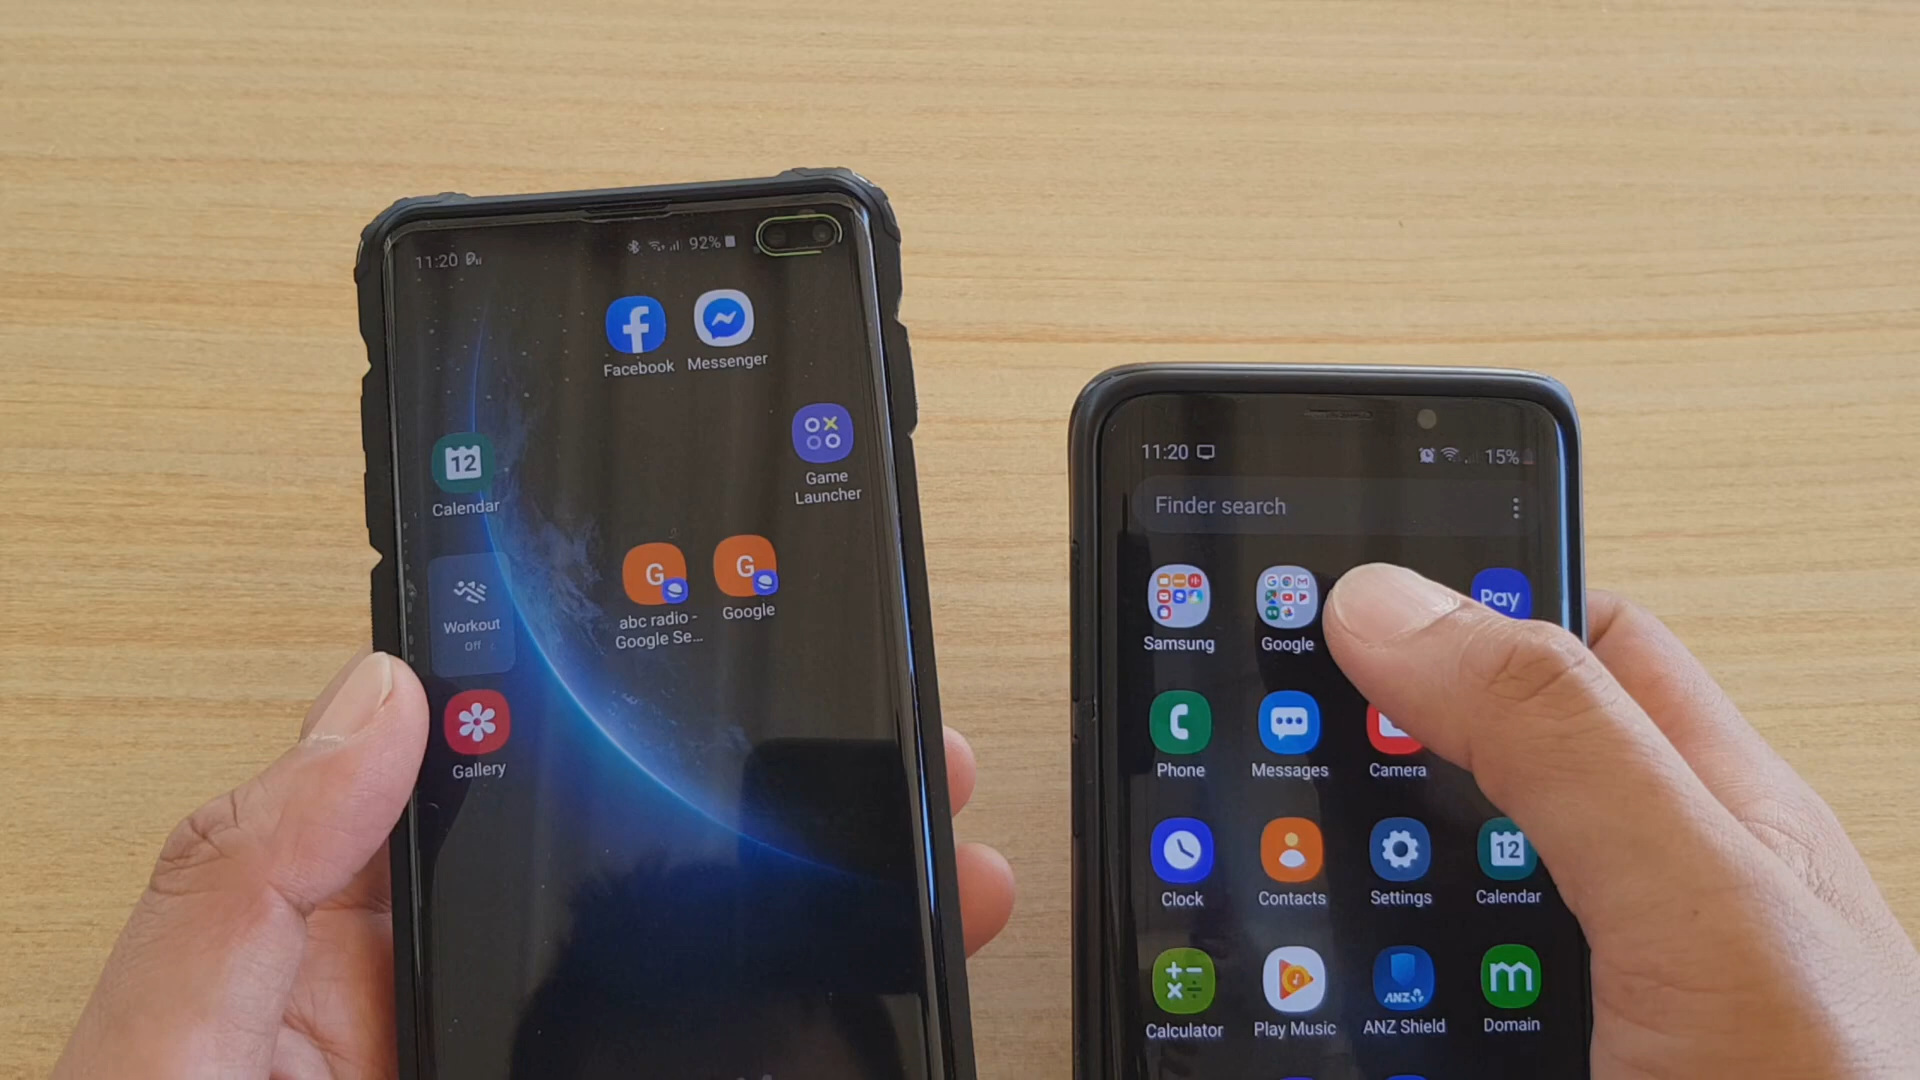 11:20
92%
Facebook
Messenger
12
Calendar
Game
Launcher
G
G
abc radio -
Google Se...
Google
Workout
Off
Gallery
11:20
15%
Finder search
Samsung
Google
Pay
Phone
Messages
Camera
12
Clock
Contacts
Settings
Calendar
ANZ
m
Calculator
Play Music
ANZ Shield
Domain